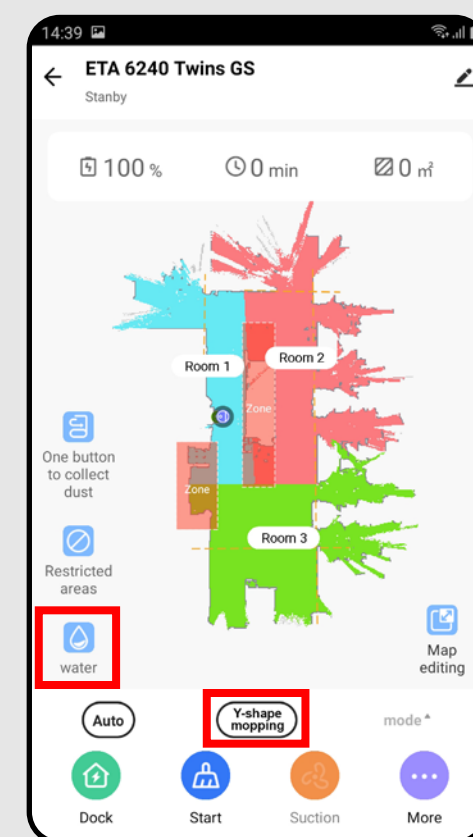 14:39
ETA 6240 Twins GS
Stanby
100 %
0 min
0 ㎡
Room 1
Room 2
Zone
One button
to collect
dust
Zone
Room 3
Restricted
areas
water
Map
editing
Auto
Y-shape
mopping
mode
Dock
Start
Suction
More